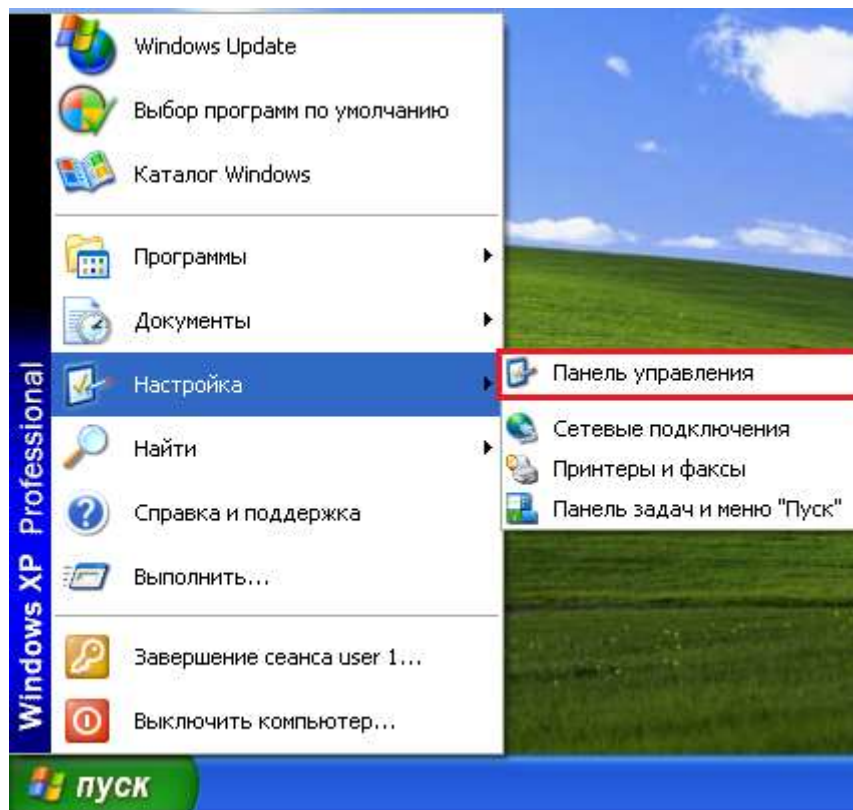 Windows Update
Выбор программ по умолчанию
Каталог Windows
Программы
Документы
Настройка
Найти
Справка и поддержка
Выполнить...
Завершение сеанса user 1...
Выключить компьютер...
Панель управления
Сетевые подключения
Принтеры и факсы
Панель задач и меню "Пуск"
Windows XP Professional
пуск